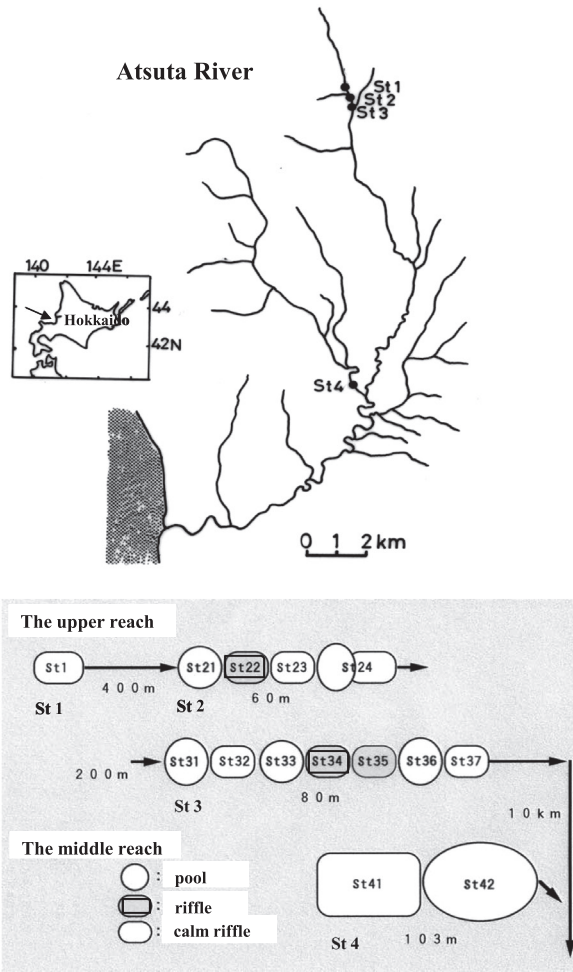 Atsuta River
St1
St2
St3
140 144E
44
Hokkaido
42N
St4
0 1 2 km
The upper reach
St1 St21 St22 St23 St24
400m 60m
St 1 St 2
St31 St32 St33 St34 St35 St36 St37
200m 80m
St 3
10km
The middle reach
: pool
: riffle
: calm riffle
St41 St42
St 4 103m